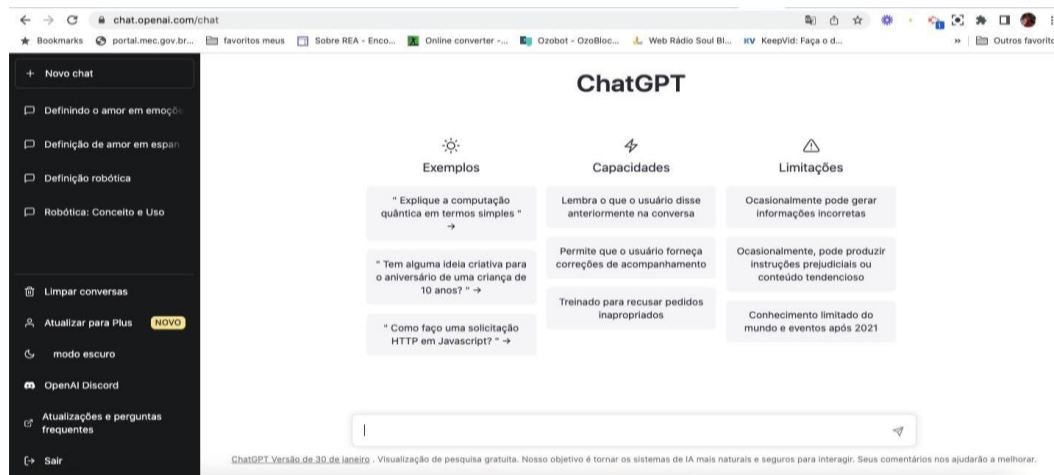 chat.openai.com/chat
Bookmarks portal.mec.gov.br... favoritos meus Sobre REA - Enco... Online converter -... Ozobot - OzoBloc... Web Rádio Soul Bl... KV KeepVid: Faça o d... » Outros favorito
+ Novo chat
Definindo o amor em emoçõe
Definição de amor em espan
Definição robótica
Robótica: Conceito e Uso
Limpar conversas
Atualizar para Plus NOVO
modo escuro
OpenAI Discord
Atualizações e perguntas
frequentes
Sair
ChatGPT
Exemplos
" Explique a computação
quântica em termos simples "
→
" Tem alguma ideia criativa para
o aniversário de uma criança de
10 anos? " →
" Como faço uma solicitação
HTTP em Javascript? " →
Capacidades
Lembra o que o usuário disse
anteriormente na conversa
Permite que o usuário forneça
correções de acompanhamento
Treinado para recusar pedidos
inapropriados
Limitações
Ocasionalmente pode gerar
informações incorretas
Ocasionalmente, pode produzir
instruções prejudiciais ou
conteúdo tendencioso
Conhecimento limitado do
mundo e eventos após 2021
ChatGPT Versão de 30 de janeiro . Visualização de pesquisa gratuita. Nosso objetivo é tornar os sistemas de IA mais naturais e seguros para interagir. Seus comentários nos ajudarão a melhorar.